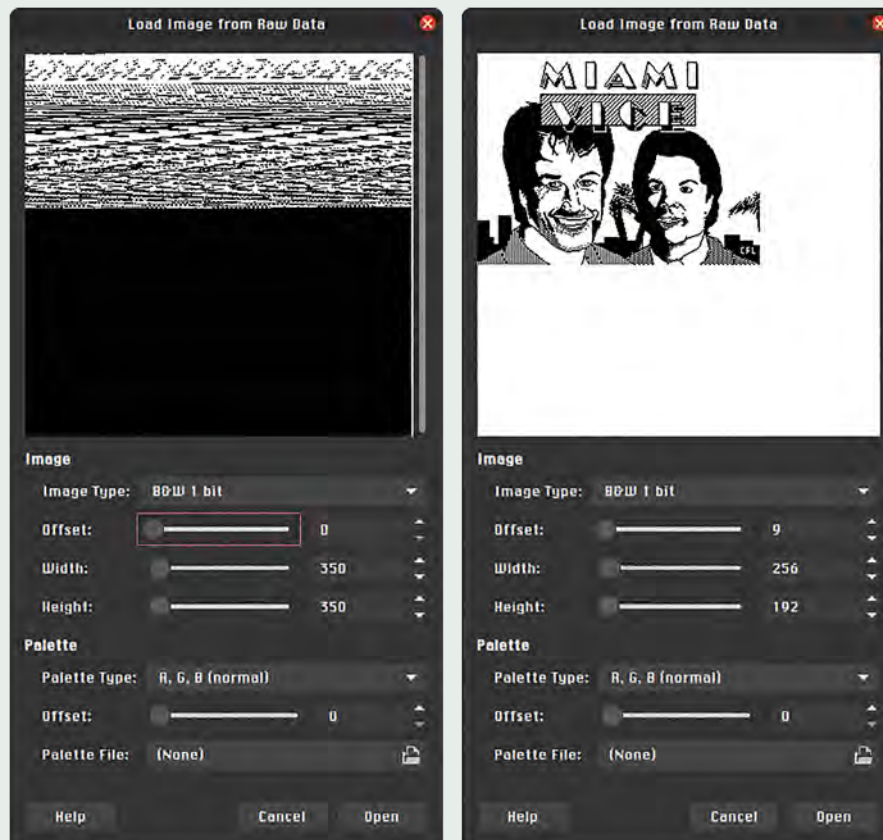 Load Image from Raw Data
Image
Image Type: B&W 1 bit
Offset: 0
Width: 350
Height: 350
Palette
Palette Type: R, G, B (normal)
Offset: 0
Palette File: (None)
Help Cancel Open
Load Image from Raw Data
MIAMI
VICE
CFL
Image
Image Type: B&W 1 bit
Offset: 9
Width: 256
Height: 192
Palette
Palette Type: R, G, B (normal)
Offset: 0
Palette File: (None)
Help Cancel Open